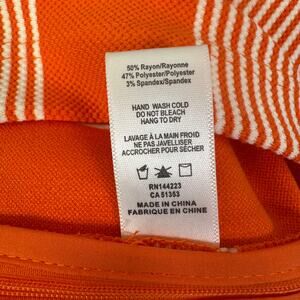 50% Rayon/Rayonne
47% Polyester/Polyester
3% Spandex/Spandex
HAND WASH COLD
DO NOT BLEACH
HANG TO DRY
LAVAGE À LA MAIN FROID
NE PAS JAVELLISER
ACCROCHER POUR SÉCHER
RN144223
CA 51353
MADE IN CHINA
FABRIQUE EN CHINE